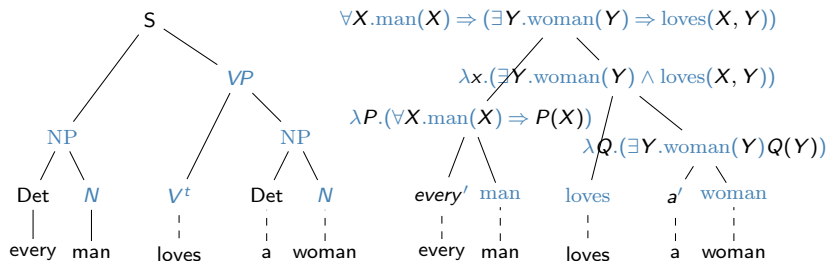 S ∀X.man(X) ⇒ (∃Y.woman(Y) ⇒ loves(X, Y))
VP λx.(∃Y.woman(Y) ∧ loves(X, Y))
NP NP λP.(∀X.man(X) ⇒ P(X)) λQ.(∃Y.woman(Y)Q(Y))
Det N Vᵗ Det N every′ man loves a′ woman
every man loves a woman every man loves a woman